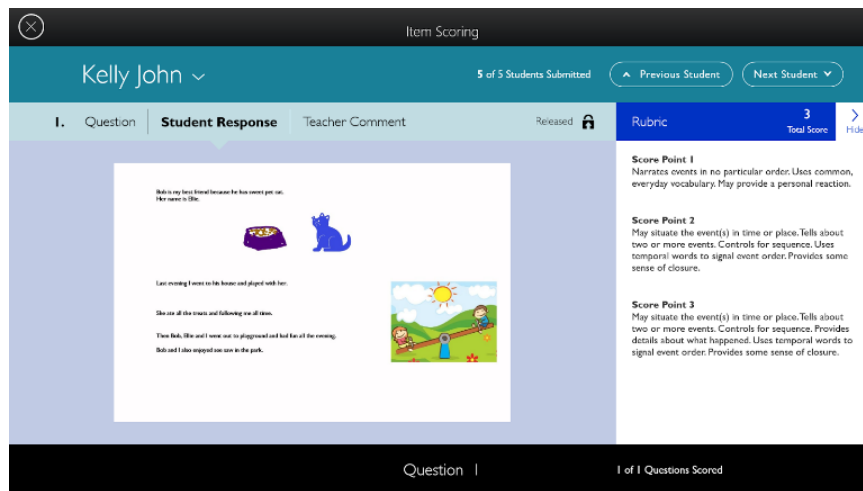 Item Scoring
Kelly John
5 of 5 Students Submitted
Previous Student
Next Student
1. Question
Student Response
Teacher Comment
Released
Rubric
3
Total Score
Hide
Bob is my best friend because he has sweet pet cat.
Her name is Ellie.
Last evening I went to his house and played with her.
She ate all the treats and following me all time.
Then Bob, Ellie and I went out to playground and had fun all the evening.
Bob and I also enjoyed see saw in the park.
Score Point 1
Narrates events in no particular order. Uses common,
everyday vocabulary. May provide a personal reaction.
Score Point 2
May situate the event(s) in time or place. Tells about
two or more events. Controls for sequence. Uses
temporal words to signal event order. Provides some
sense of closure.
Score Point 3
May situate the event(s) in time or place. Tells about
two or more events. Controls for sequence. Provides
details about what happened. Uses temporal words to
signal event order. Provides some sense of closure.
Question 1
1 of 1 Questions Scored